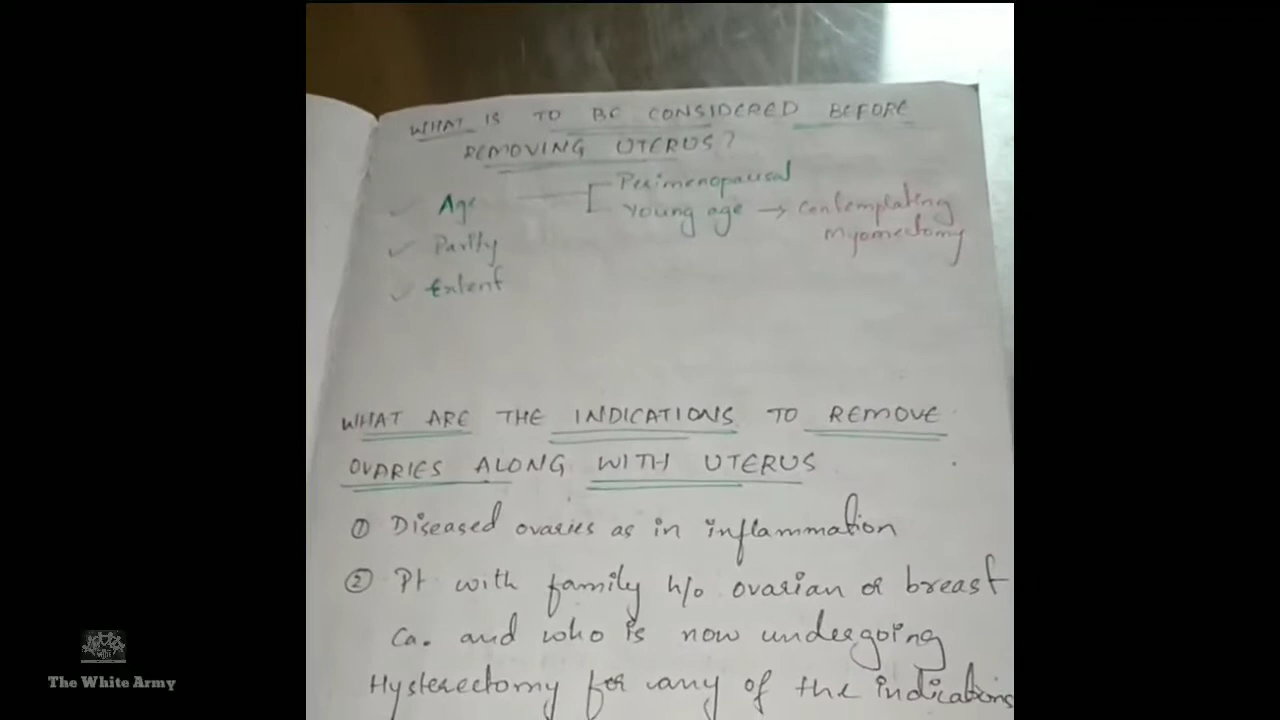 WHAT IS TO BE CONSIDERED BEFORE
REMOVING UTERUS?
Age
Perimenopausal
Young age → Contemplating
Myomectomy
✓ Parity
✓ Extent
WHAT ARE THE INDICATIONS TO REMOVE
OVARIES ALONG WITH UTERUS
① Diseased ovaries as in inflammation
② Pt with family h/o ovarian or breast
Ca. and who is now undergoing
Hysterectomy for any of the indications
The White Army